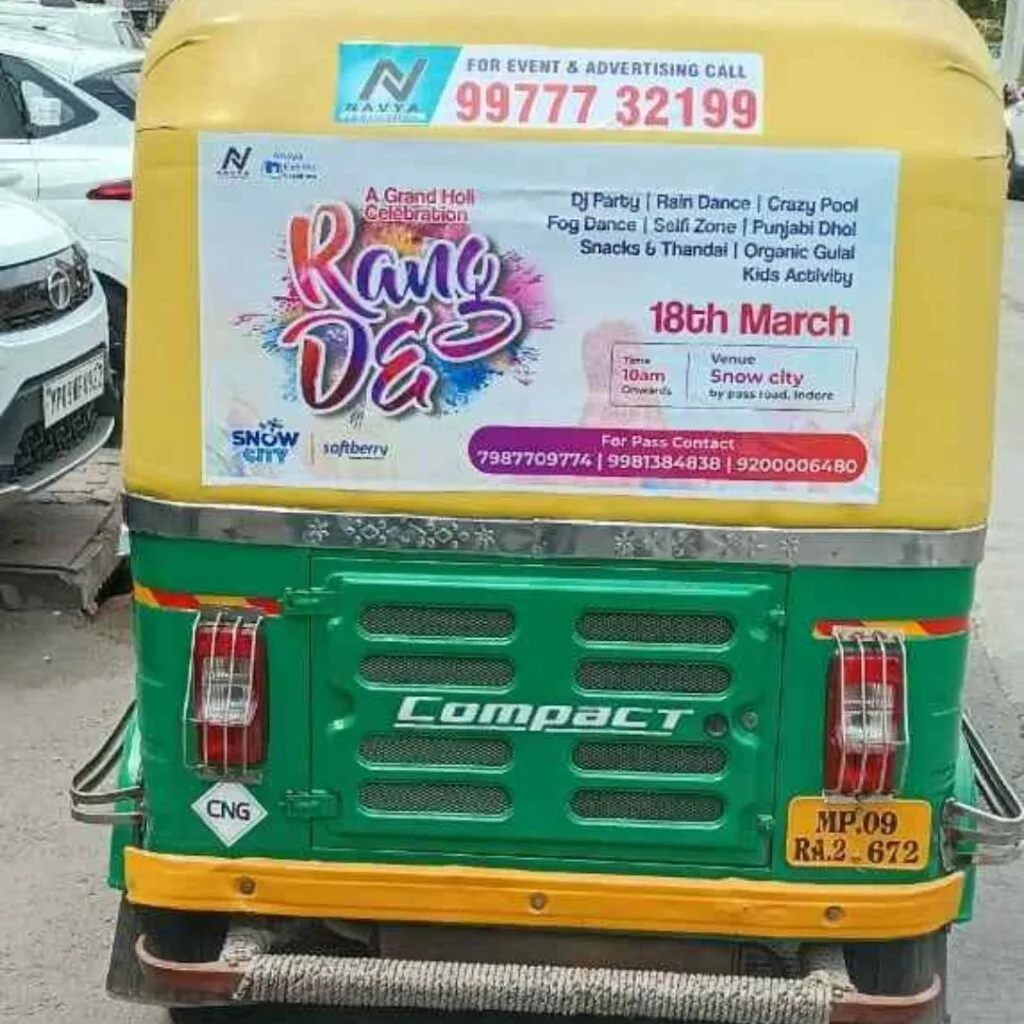 NAVYA
FOR EVENT & ADVERTISING CALL
99777 32199
NAVYA
A Grand Holi
Celebration
Rang
De
Dj Party | Rain Dance | Crazy Pool
Fog Dance | Selfi Zone | Punjabi Dhol
Snacks & Thandai | Organic Gulal
Kids Activity
18th March
Time
10am
Onwards
Venue
Snow city
by pass road, Indore
SNOW
CITY
softberry
For Pass Contact
7987709774 | 9981384838 | 9200006480
Compact
CNG
MP.09
RA.2_672